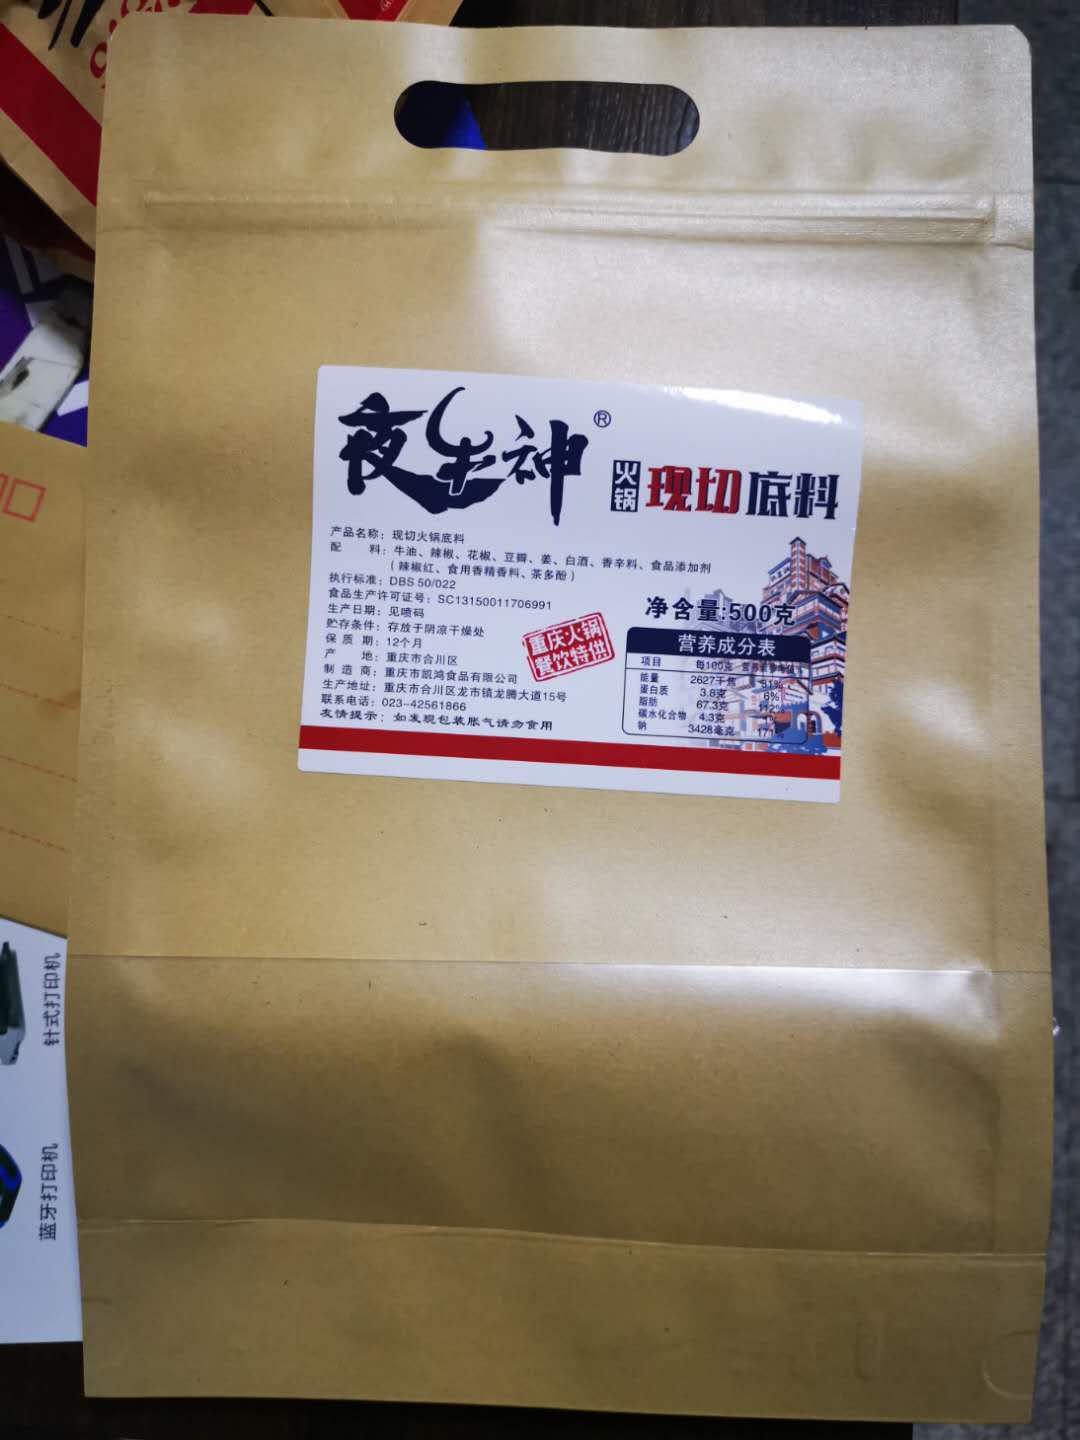 夜牛神®
火锅 现切底料
产品名称：现切火锅底料
配 料：牛油、辣椒、花椒、豆瓣、姜、白酒、香辛料、食品添加剂
（辣椒红、食用香精香料、茶多酚）
执行标准：DBS 50/022
食品生产许可证号：SC13150011706991
生产日期：见喷码
贮存条件：存放于阴凉干燥处
保 质 期：12个月
产 地：重庆市合川区
制 造 商：重庆市凯鸿食品有限公司
生产地址：重庆市合川区龙市镇龙腾大道15号
联系电话：023-42561866
友情提示：如发现包装胀气请勿食用
重庆火锅
餐饮特供
净含量:500克
营养成分表
项目 每100克 营养素参考值%
能量 2627千焦 31%
蛋白质 3.8克 6%
脂肪 67.3克 112%
碳水化合物 4.3克 1%
钠 3428毫克 171%
针式打印机
蓝牙打印机